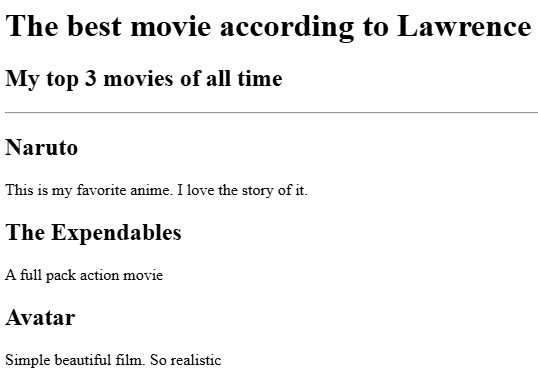 The best movie according to Lawrence
My top 3 movies of all time
Naruto
This is my favorite anime. I love the story of it.
The Expendables
A full pack action movie
Avatar
Simple beautiful film. So realistic